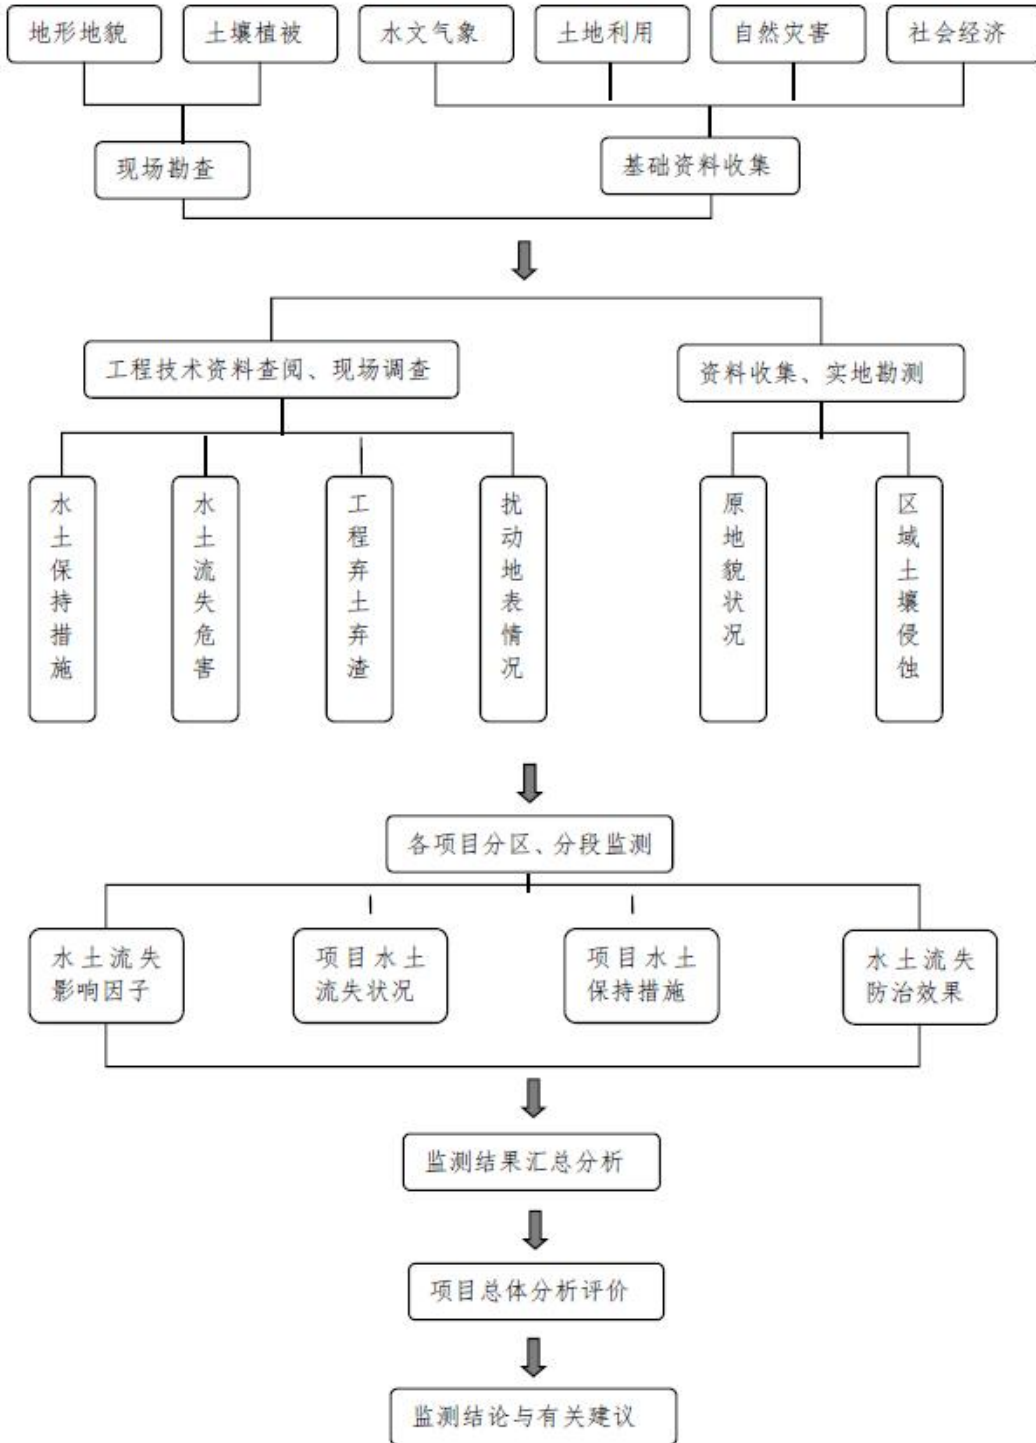 地形地貌
土壤植被
水文气象
土地利用
自然灾害
社会经济
现场勘查
基础资料收集
工程技术资料查阅、现场调查
资料收集、实地勘测
水土保持措施
水土流失危害
工程弃土弃渣
扰动地表情况
原地貌状况
区域土壤侵蚀
各项目分区、分段监测
水土流失
影响因子
项目水土
流失状况
项目水土
保持措施
水土流失
防治效果
监测结果汇总分析
项目总体分析评价
监测结论与有关建议